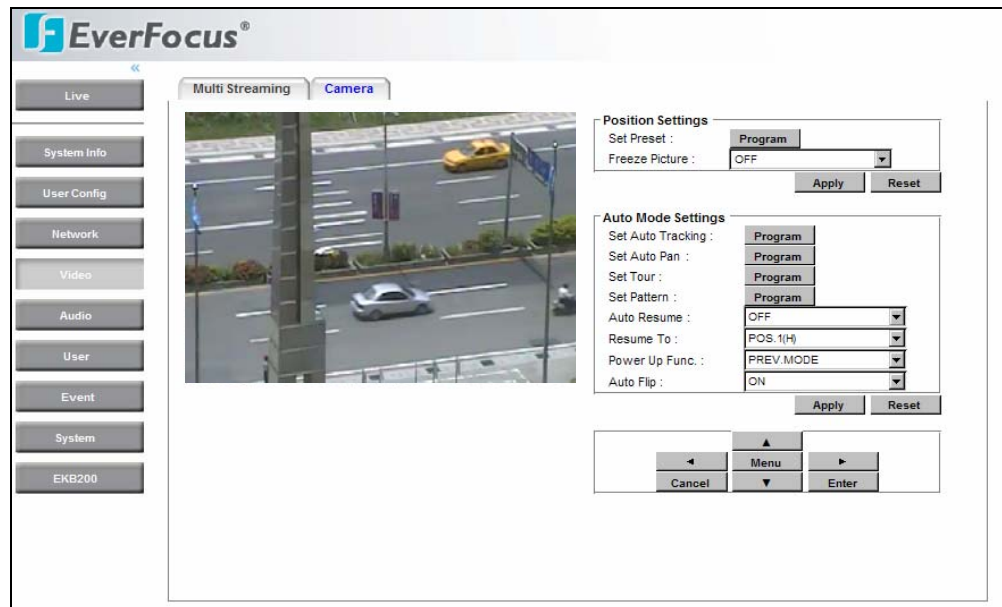 EverFocus®
«
Live
System Info
User Config
Network
Video
Audio
User
Event
System
EKB200
Multi Streaming
Camera
Position Settings
Set Preset : Program
Freeze Picture : OFF
Apply Reset
Auto Mode Settings
Set Auto Tracking : Program
Set Auto Pan : Program
Set Tour : Program
Set Pattern : Program
Auto Resume : OFF
Resume To : POS.1(H)
Power Up Func. : PREV.MODE
Auto Flip : ON
Apply Reset
Menu
Cancel Enter